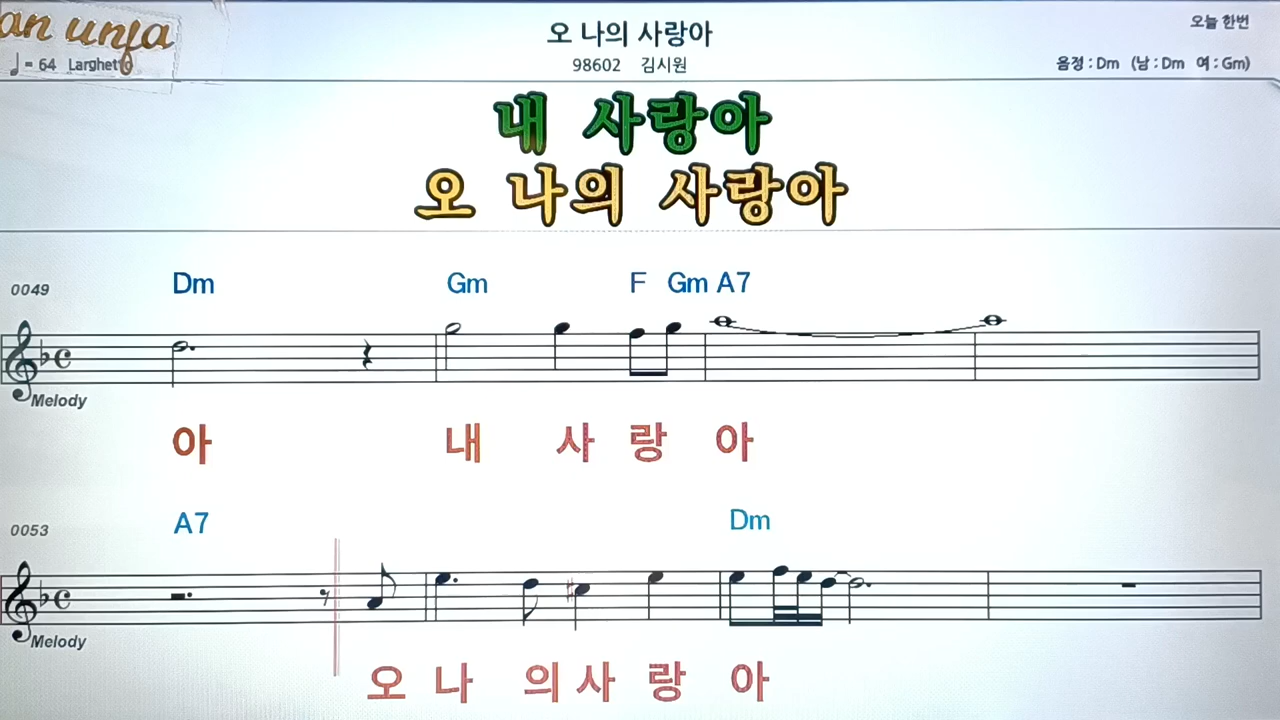 an unja
오 나의 사랑아
오늘 한번
♩= 64 Larghetto
98602 김시원
음정 : Dm (남 : Dm 여 : Gm)
내 사랑아
오 나의 사랑아
0049 Dm Gm F Gm A7
Melody
아 내 사 랑 아
0053 A7 Dm
Melody
오 나 의 사 랑 아